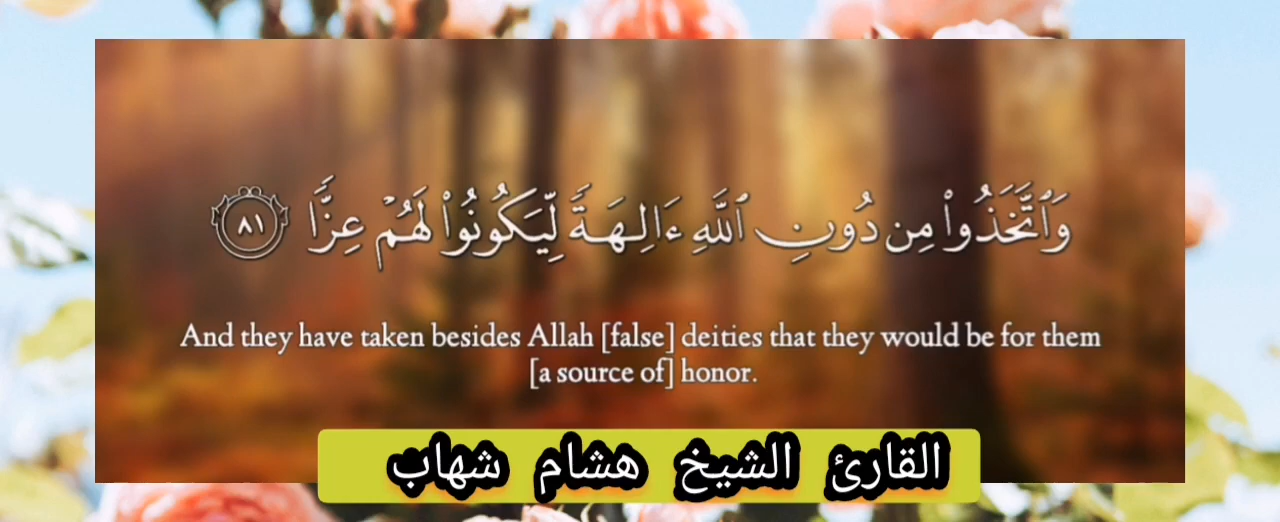 وَٱتَّخَذُوا۟ مِن دُونِ ٱللَّهِ ءَالِهَةً لِّيَكُونُوا۟ لَهُمْ عِزًّا ٨١
And they have taken besides Allah [false] deities that they would be for them
[a source of] honor.
القارئ الشيخ هشام شهاب